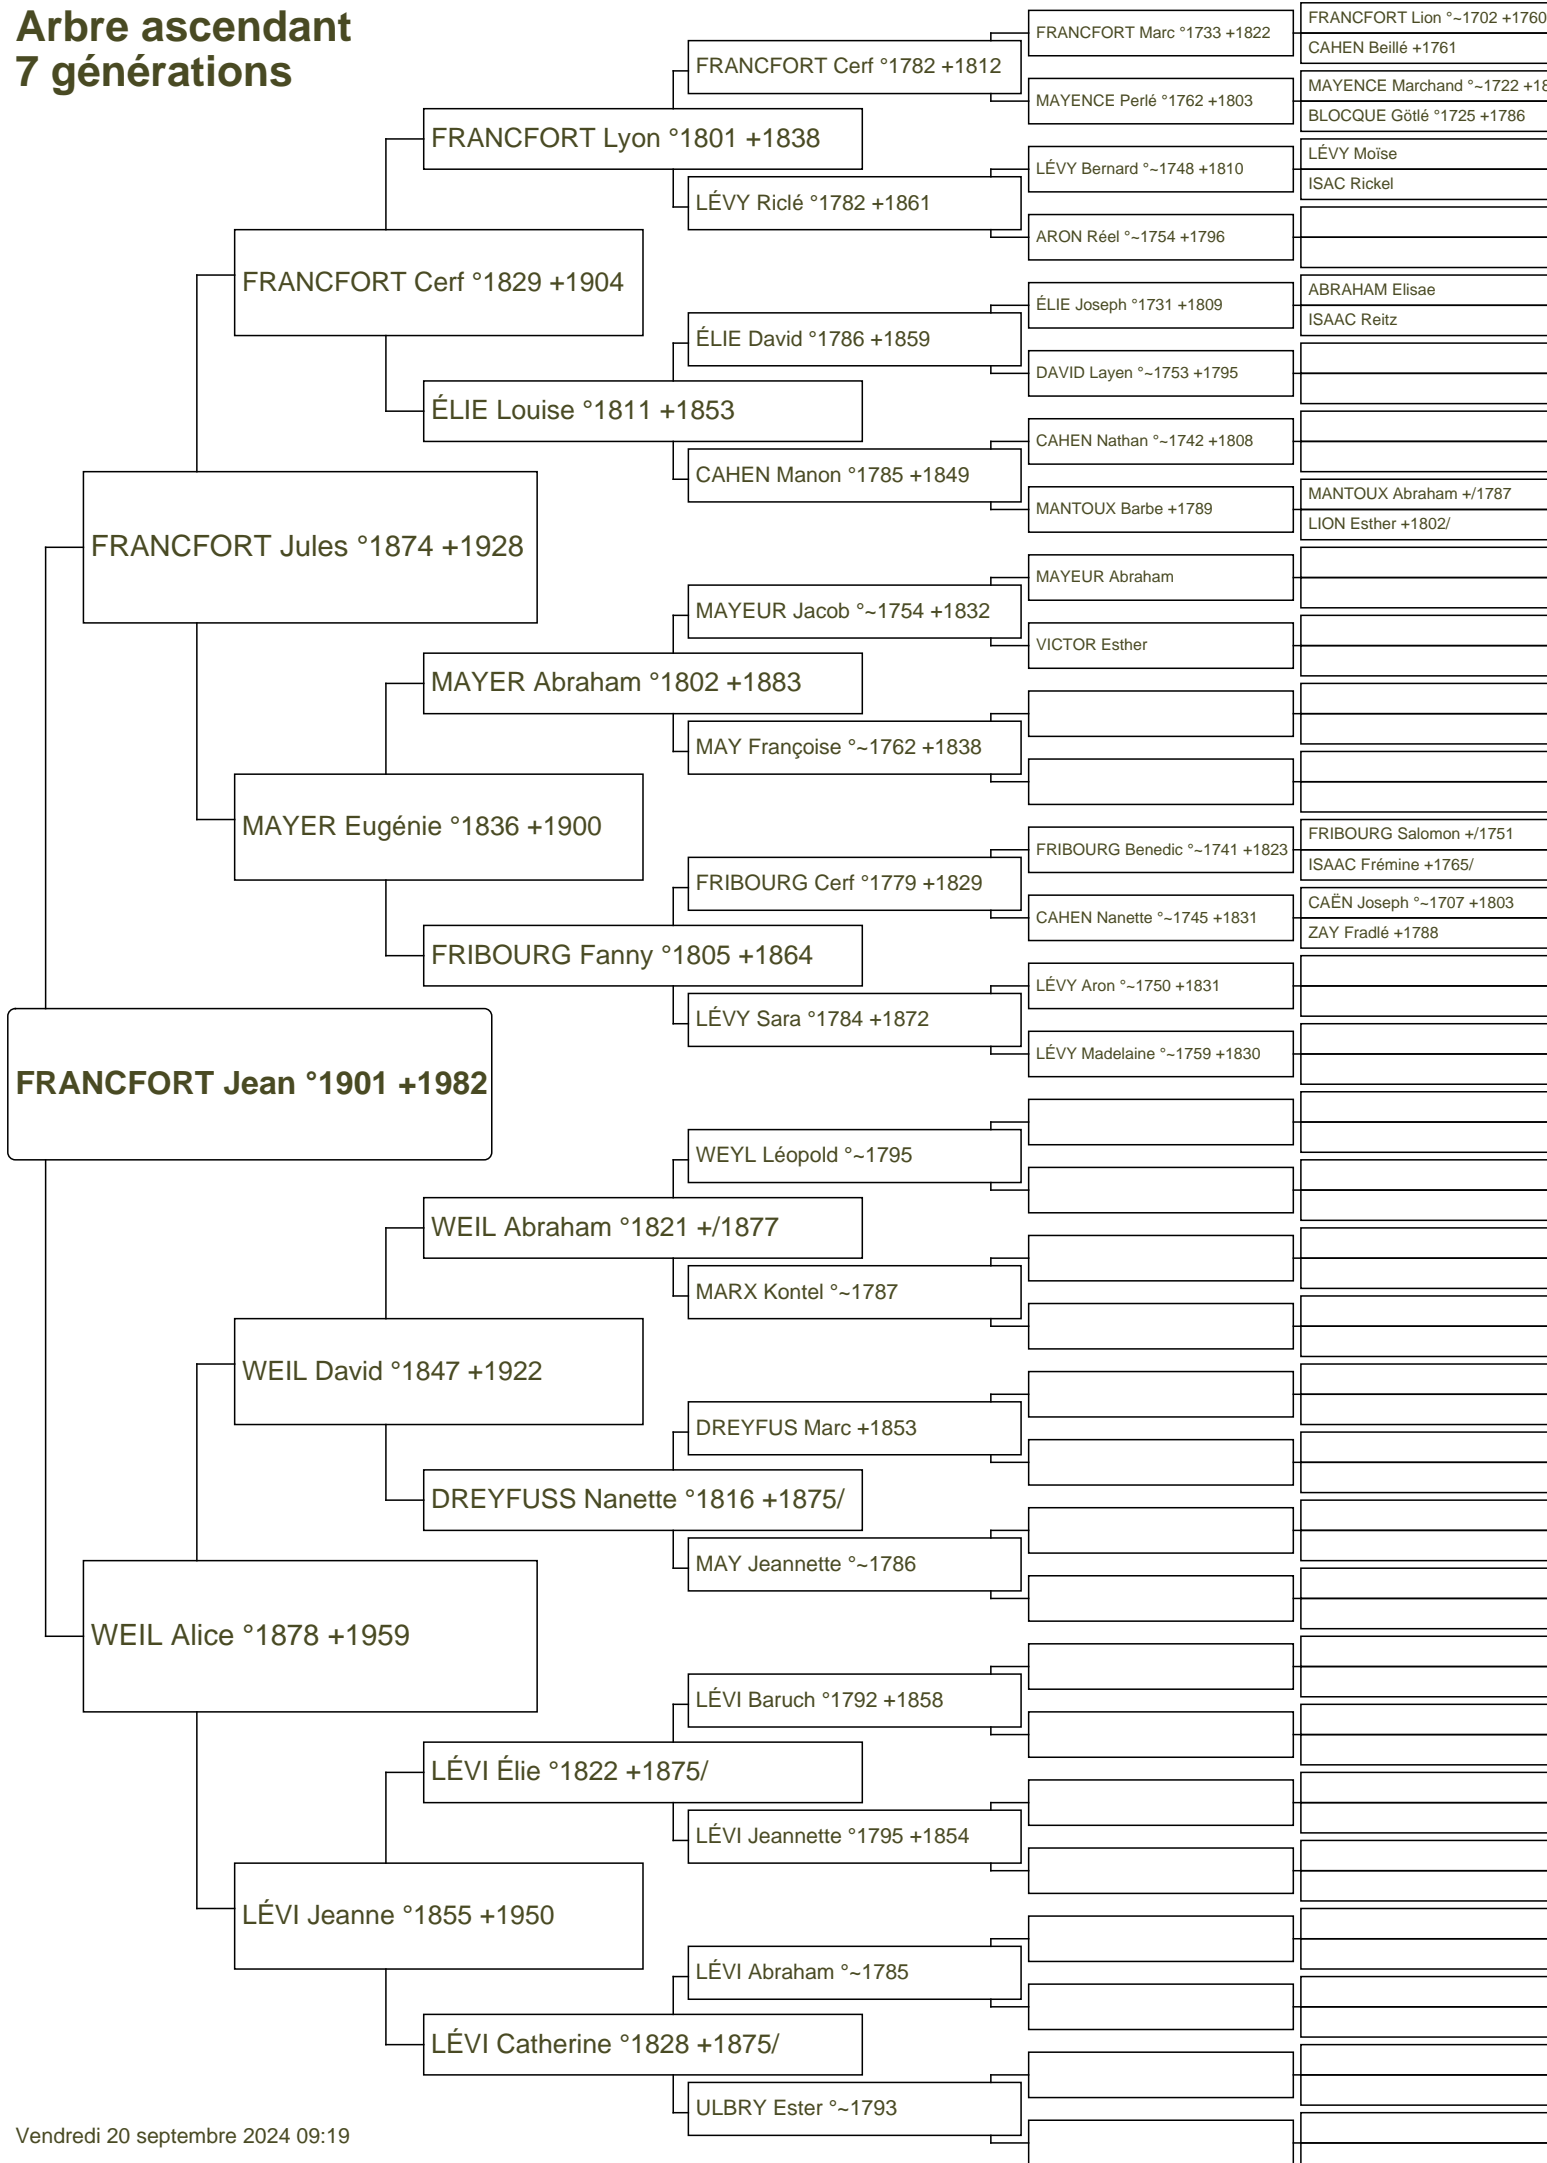 Arbre ascendant
7 générations
FRANCFORT Jean °1901 +1982
FRANCFORT Jules °1874 +1928
WEIL Alice °1878 +1959
FRANCFORT Cerf °1829 +1904
MAYER Eugénie °1836 +1900
WEIL David °1847 +1922
LÉVI Jeanne °1855 +1950
FRANCFORT Lyon °1801 +1838
ÉLIE Louise °1811 +1853
MAYER Abraham °1802 +1883
FRIBOURG Fanny °1805 +1864
WEIL Abraham °1821 +/1877
DREYFUSS Nanette °1816 +1875/
LÉVI Élie °1822 +1875/
LÉVI Catherine °1828 +1875/
FRANCFORT Cerf °1782 +1812
LÉVY Riclé °1782 +1861
ÉLIE David °1786 +1859
CAHEN Manon °1785 +1849
MAYEUR Jacob °~1754 +1832
MAY Françoise °~1762 +1838
FRIBOURG Cerf °1779 +1829
LÉVY Sara °1784 +1872
WEYL Léopold °~1795
MARX Kontel °~1787
DREYFUS Marc +1853
MAY Jeannette °~1786
LÉVI Baruch °1792 +1858
LÉVI Jeannette °1795 +1854
LÉVI Abraham °~1785
ULBRY Ester °~1793
FRANCFORT Marc °1733 +1822
MAYENCE Perlé °1762 +1803
LÉVY Bernard °~1748 +1810
ARON Réel °~1754 +1796
ÉLIE Joseph °1731 +1809
DAVID Layen °~1753 +1795
CAHEN Nathan °~1742 +1808
MANTOUX Barbe +1789
MAYEUR Abraham
VICTOR Esther
FRIBOURG Benedic °~1741 +1823
CAHEN Nanette °~1745 +1831
LÉVY Aron °~1750 +1831
LÉVY Madelaine °~1759 +1830
FRANCFORT Lion °~1702 +1760
CAHEN Beillé +1761
MAYENCE Marchand °~1722
BLOCQUE Götlé °1725 +1786
LÉVY Moïse
ISAC Rickel
ABRAHAM Elisae
ISAAC Reitz
MANTOUX Abraham +/1787
LION Esther +1802/
FRIBOURG Salomon +/1751
ISAAC Frémine +1765/
CAËN Joseph °~1707 +1803
ZAY Fradlé +1788
Vendredi 20 septembre 2024 09:19